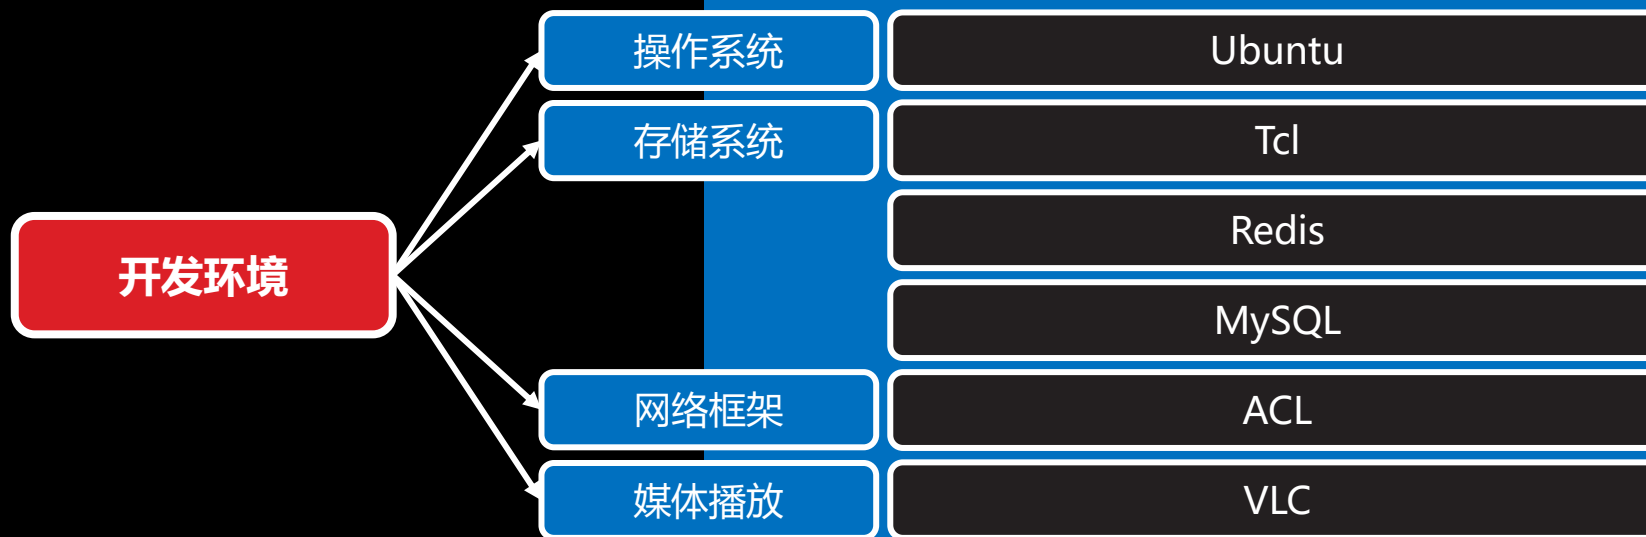 开发环境
操作系统
Ubuntu
存储系统
Tcl
Redis
MySQL
网络框架
ACL
媒体播放
VLC